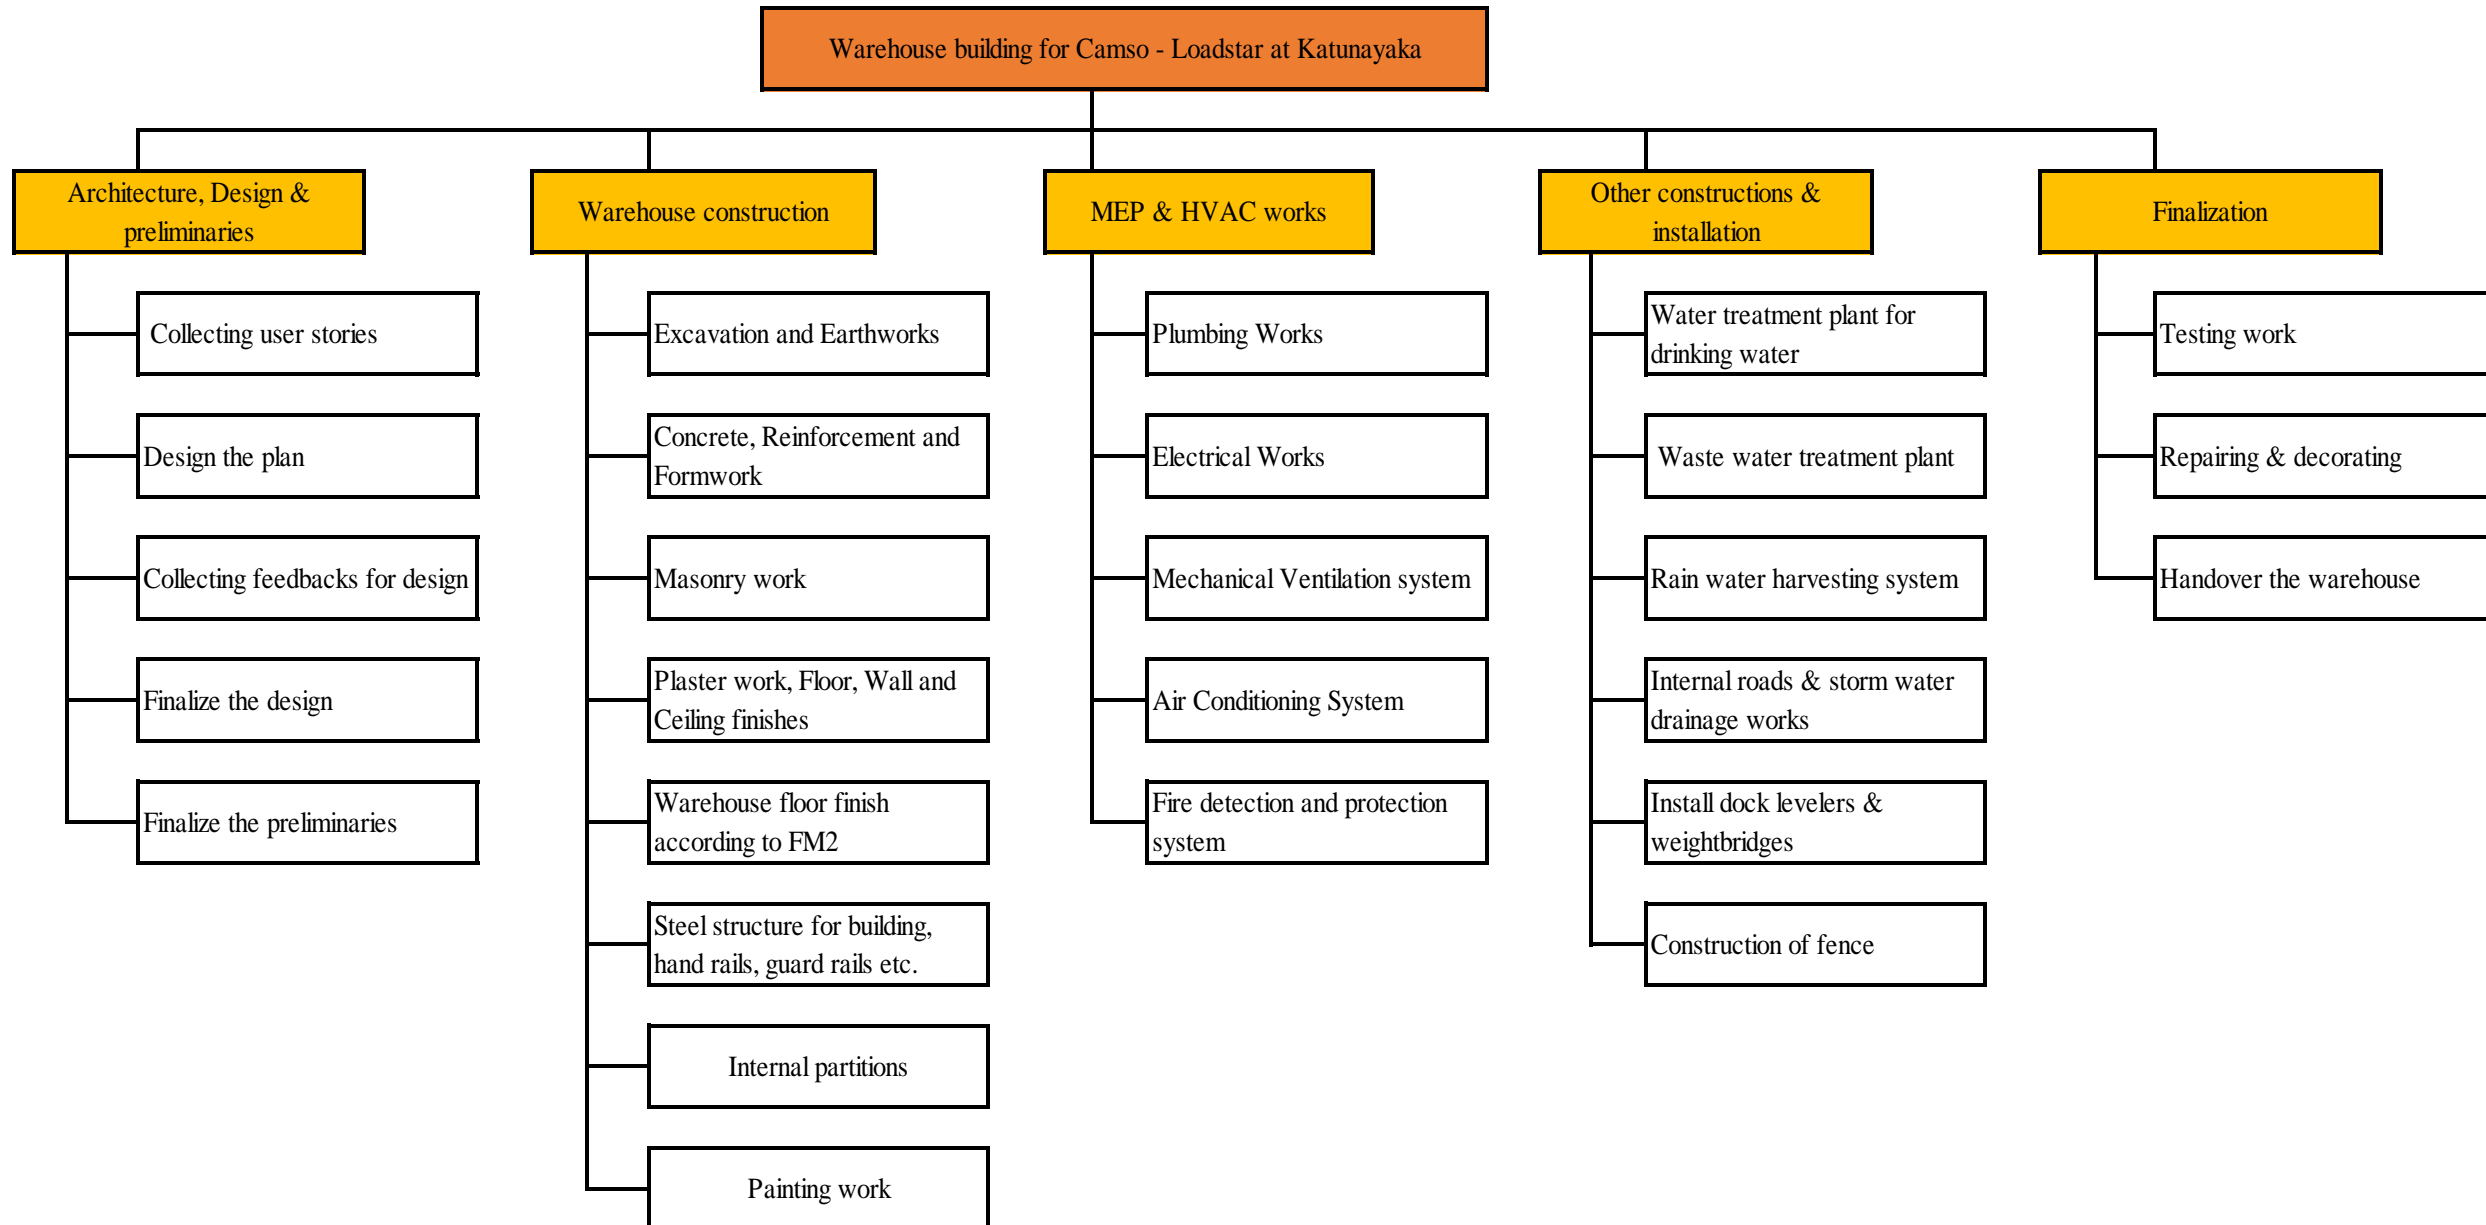 Warehouse building for Camso - Loadstar at Katunayaka
Architecture, Design &
preliminaries
Collecting user stories
Design the plan
Collecting feedbacks for design
Finalize the design
Finalize the preliminaries
Warehouse construction
Excavation and Earthworks
Concrete, Reinforcement and
Formwork
Masonry work
Plaster work, Floor, Wall and
Ceiling finishes
Warehouse floor finish
according to FM2
Steel structure for building,
hand rails, guard rails etc.
Internal partitions
Painting work
MEP & HVAC works
Plumbing Works
Electrical Works
Mechanical Ventilation system
Air Conditioning System
Fire detection and protection
system
Other constructions &
installation
Water treatment plant for
drinking water
Waste water treatment plant
Rain water harvesting system
Internal roads & storm water
drainage works
Install dock levelers &
weightbridges
Construction of fence
Finalization
Testing work
Repairing & decorating
Handover the warehouse